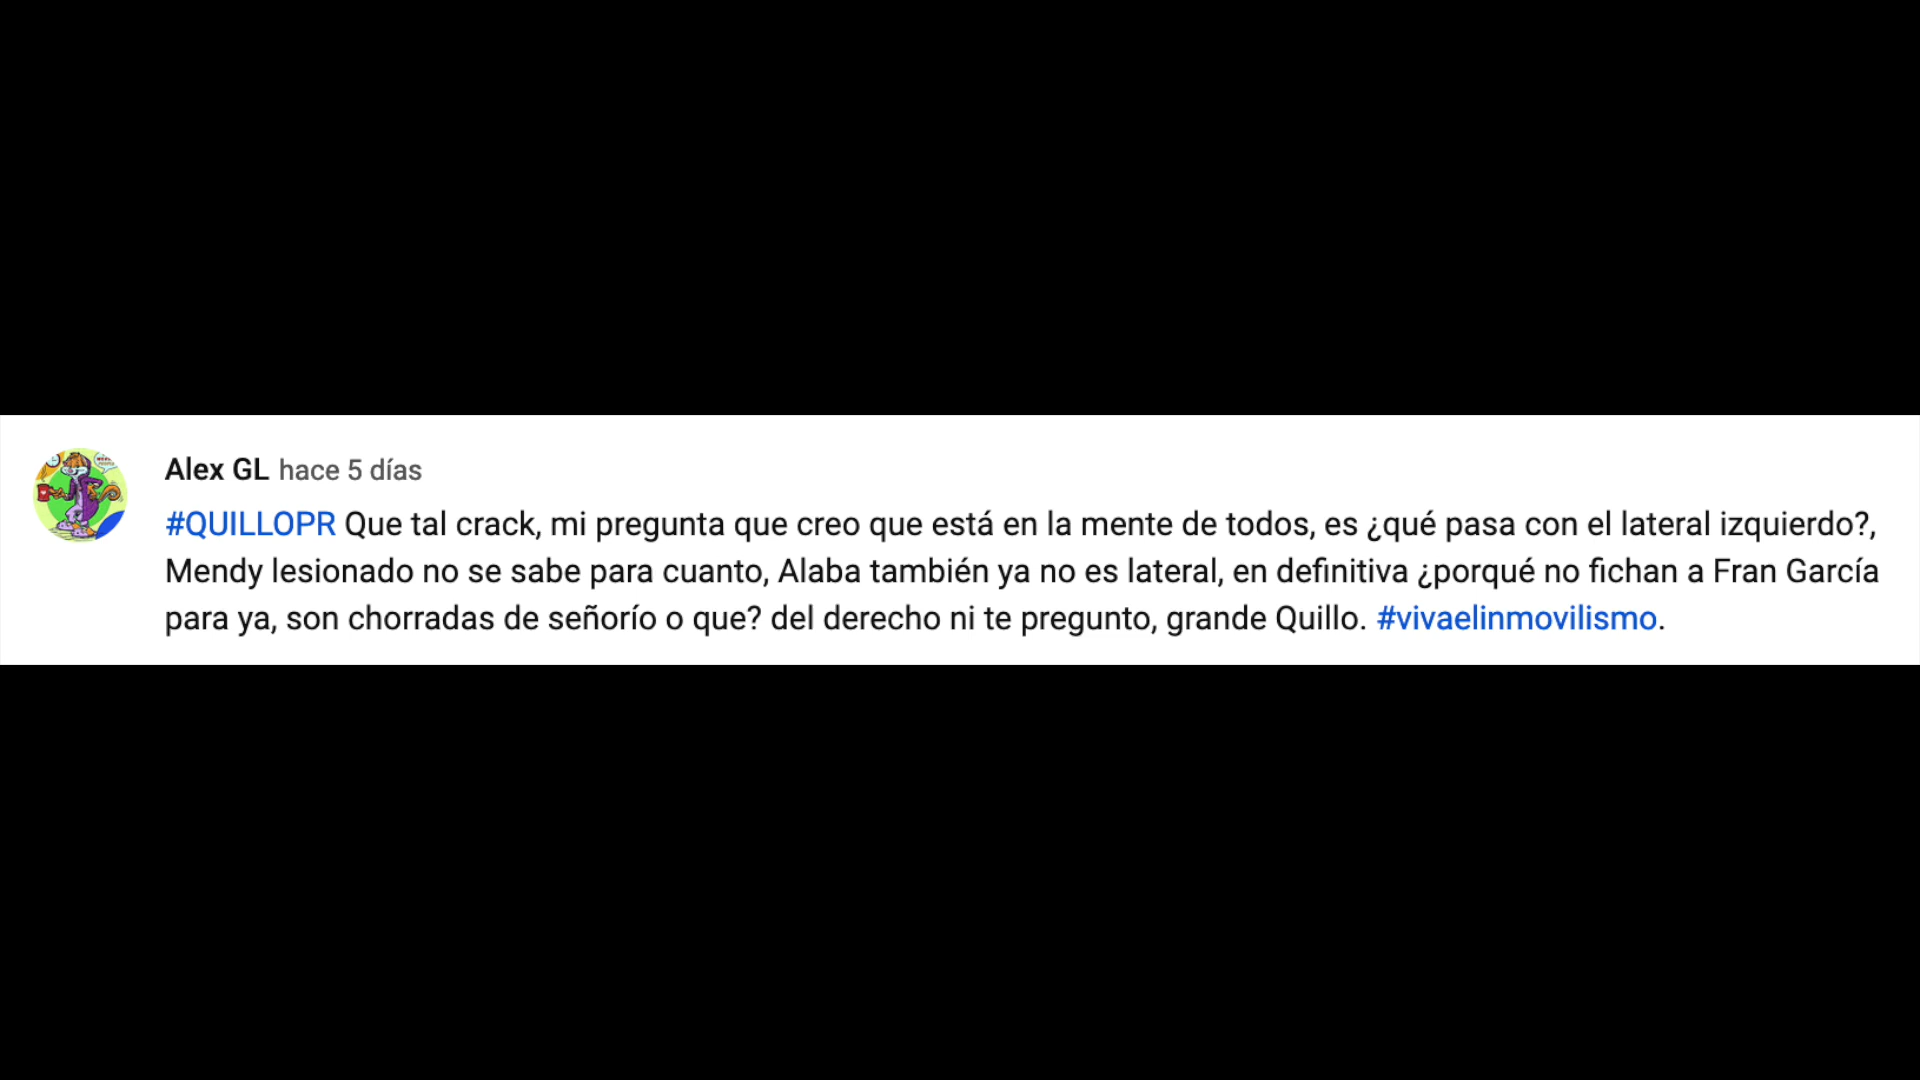 Alex GL hace 5 días
#QUILLOPR Que tal crack, mi pregunta que creo que está en la mente de todos, es ¿qué pasa con el lateral izquierdo?,
Mendy lesionado no se sabe para cuanto, Alaba también ya no es lateral, en definitiva ¿porqué no fichan a Fran García
para ya, son chorradas de señorío o que? del derecho ni te pregunto, grande Quillo. #vivaelinmovilismo.